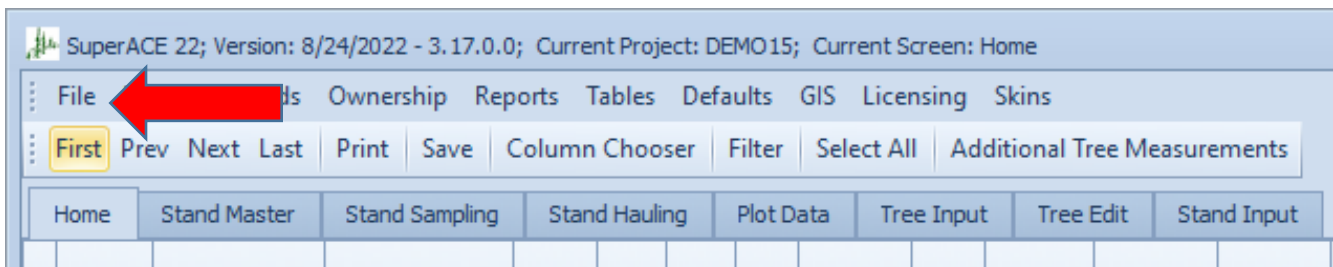 SuperACE 22; Version: 8/24/2022 - 3.17.0.0; Current Project: DEMO15; Current Screen: Home
File ds Ownership Reports Tables Defaults GIS Licensing Skins
First Prev Next Last Print Save Column Chooser Filter Select All Additional Tree Measurements
Home Stand Master Stand Sampling Stand Hauling Plot Data Tree Input Tree Edit Stand Input